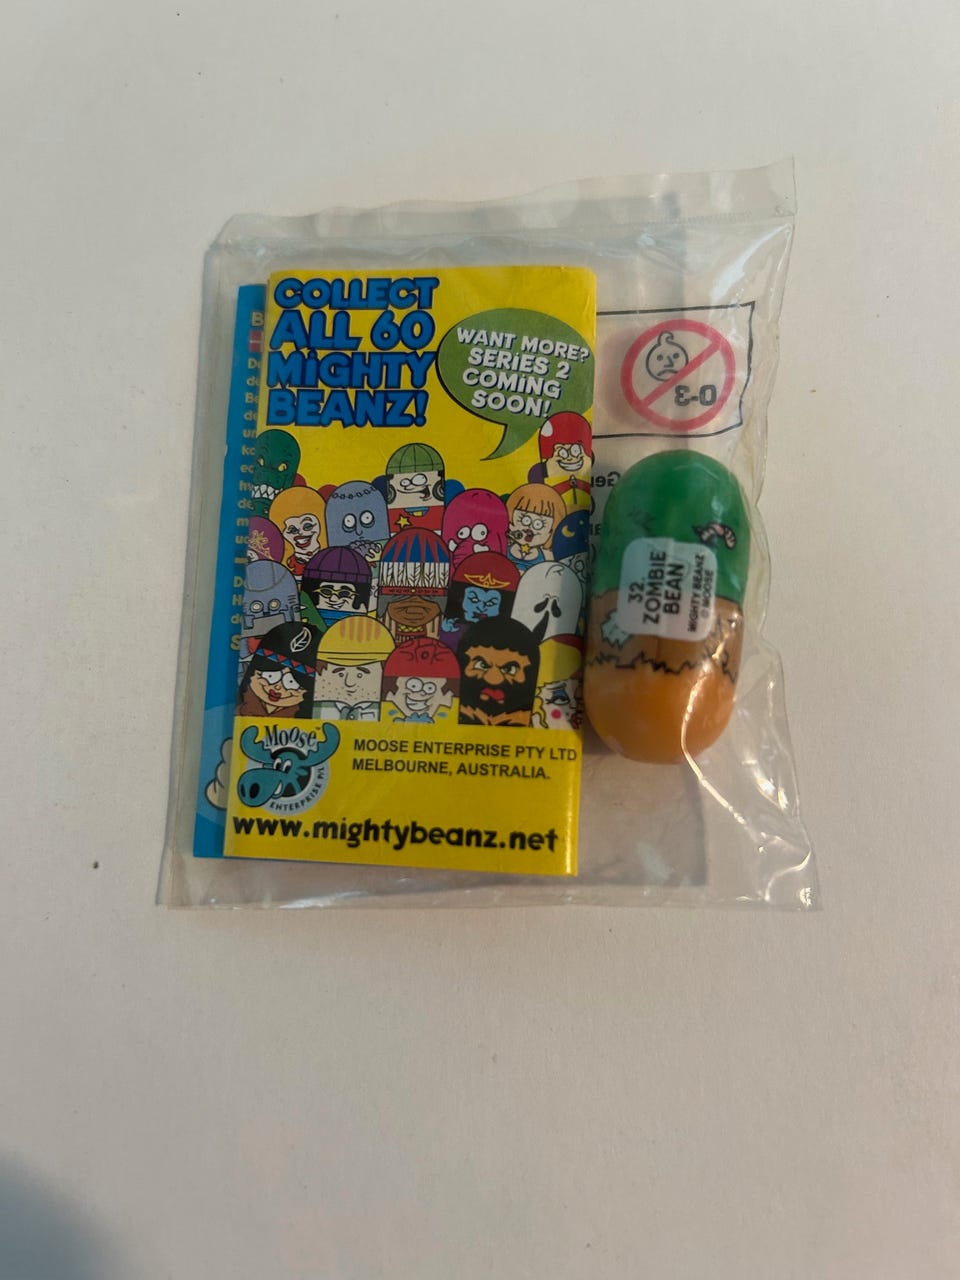 COLLECT
ALL 60
MiGHTY
BEANZ!
WANT MORE?
SERiES 2
COMiNG
SOON!
0-3
32.
ZOMBIE
BEAN
MIGHTY BEANZ
© MOOSE
Moose™
ENTERPRISE
MOOSE ENTERPRISE PTY LTD
MELBOURNE, AUSTRALIA.
www.mightybeanz.net